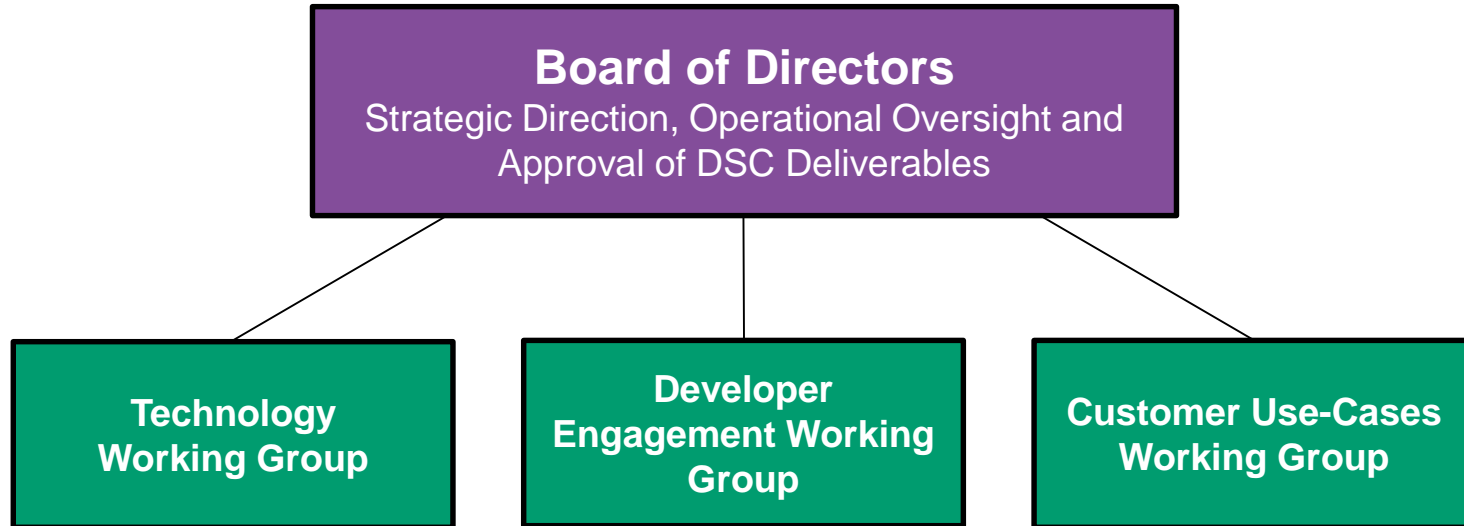 Board of Directors
Strategic Direction, Operational Oversight and
Approval of DSC Deliverables
Technology
Working Group
Developer
Engagement Working
Group
Customer Use-Cases
Working Group